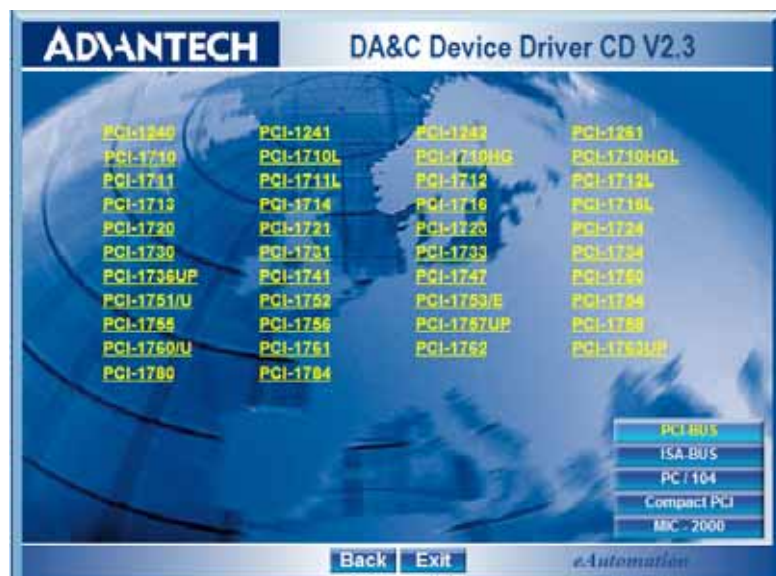 ADVANTECH DA&C Device Driver CD V2.3
PCI-1240 PCI-1241 PCI-1242 PCI-1261
PCI-1710 PCI-1710L PCI-1710HG PCI-1710HGL
PCI-1711 PCI-1711L PCI-1712 PCI-1712L
PCI-1713 PCI-1714 PCI-1716 PCI-1716L
PCI-1720 PCI-1721 PCI-1723 PCI-1724
PCI-1730 PCI-1731 PCI-1733 PCI-1734
PCI-1736UP PCI-1741 PCI-1747 PCI-1750
PCI-1751/U PCI-1752 PCI-1753/E PCI-1754
PCI-1755 PCI-1756 PCI-1757UP PCI-1758
PCI-1760/U PCI-1761 PCI-1762 PCI-1763UP
PCI-1780 PCI-1784
PCI-BUS
ISA-BUS
PC / 104
Compact PCI
MIC - 2000
Back Exit eAutomation